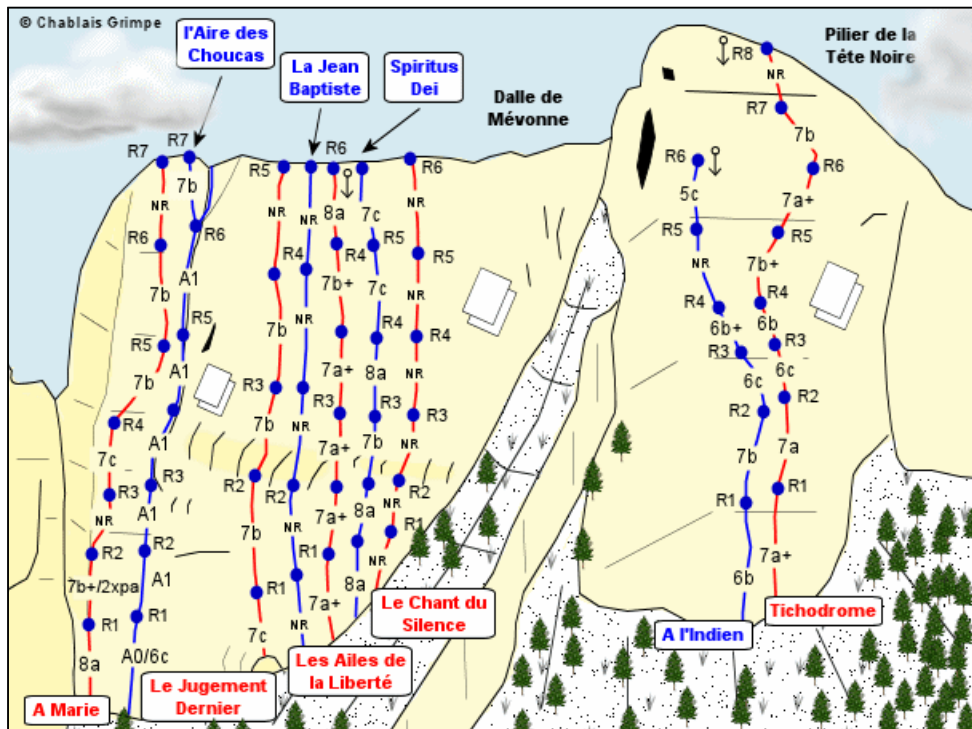 © Chablais Grimpe
l'Aire des
Choucas
La Jean
Baptiste
Spiritus
Dei
Dalle de
Mévonne
Pilier de la
Tête Noire
R7
R7
7b
NR
R6
R6
A1
7b
R5
R5
A1
7b
R4
A1
7c
R3
R3
A1
NR
R2
R2
7b+/2xpa
A1
R1
R1
8a
A0/6c
A Marie
R5
NR
7b
R3
7b
R2
7b
R1
7c
Le Jugement
Dernier
NR
R4
NR
NR
R2
NR
R1
NR
R6
8a
R4
7b+
7a+
R3
7a+
7a+
7a+
Les Ailes de
la Liberté
7c
R5
7c
R4
8a
R3
7b
8a
8a
R6
NR
R5
NR
R4
NR
R3
NR
R2
NR
R1
NR
Le Chant du
Silence
R6
5c
R5
NR
R4
6b+
R3
6c
R2
7b
R1
6b
A l'Indien
R8
NR
R7
7b
R6
7a+
R5
7b+
R4
6b
R3
6c
R2
7a
R1
7a+
Tichodrome